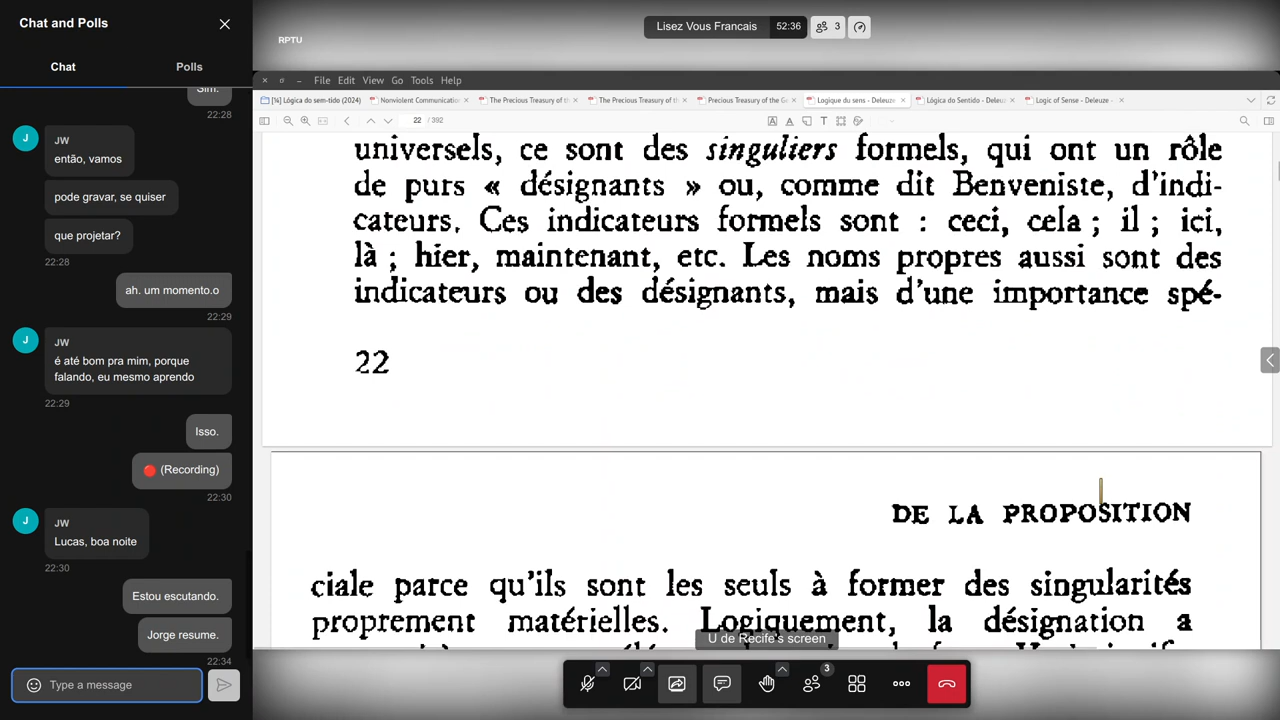 Chat and Polls
Chat
Polls
Sim.
22:28
J
JW
então, vamos
pode gravar, se quiser
que projetar?
22:28
ah. um momento.o
22:29
J
JW
é até bom pra mim, porque
falando, eu mesmo aprendo
22:29
Isso.
🔴 (Recording)
22:30
J
JW
Lucas, boa noite
22:30
Estou escutando.
Jorge resume.
22:34
Type a message
RPTU
Lisez Vous Francais
52:36
3
File Edit View Go Tools Help
[¼] Lógica do sem-tido (2024)
Nonviolent Communication
The Precious Treasury of th
The Precious Treasury of th
Precious Treasury of the Ge
Logique du sens - Deleuze
Lógica do Sentido - Deleuz
Logic of Sense - Deleuze -
22 / 392
universels, ce sont des singuliers formels, qui ont un rôle
de purs « désignants » ou, comme dit Benveniste, d'indi-
cateurs. Ces indicateurs formels sont : ceci, cela ; il ; ici,
là ; hier, maintenant, etc. Les noms propres aussi sont des
indicateurs ou des désignants, mais d'une importance spé-
22
DE LA PROPOSITION
ciale parce qu'ils sont les seuls à former des singularités
proprement matérielles. Logiquement, la désignation a
U de Recife's screen
3